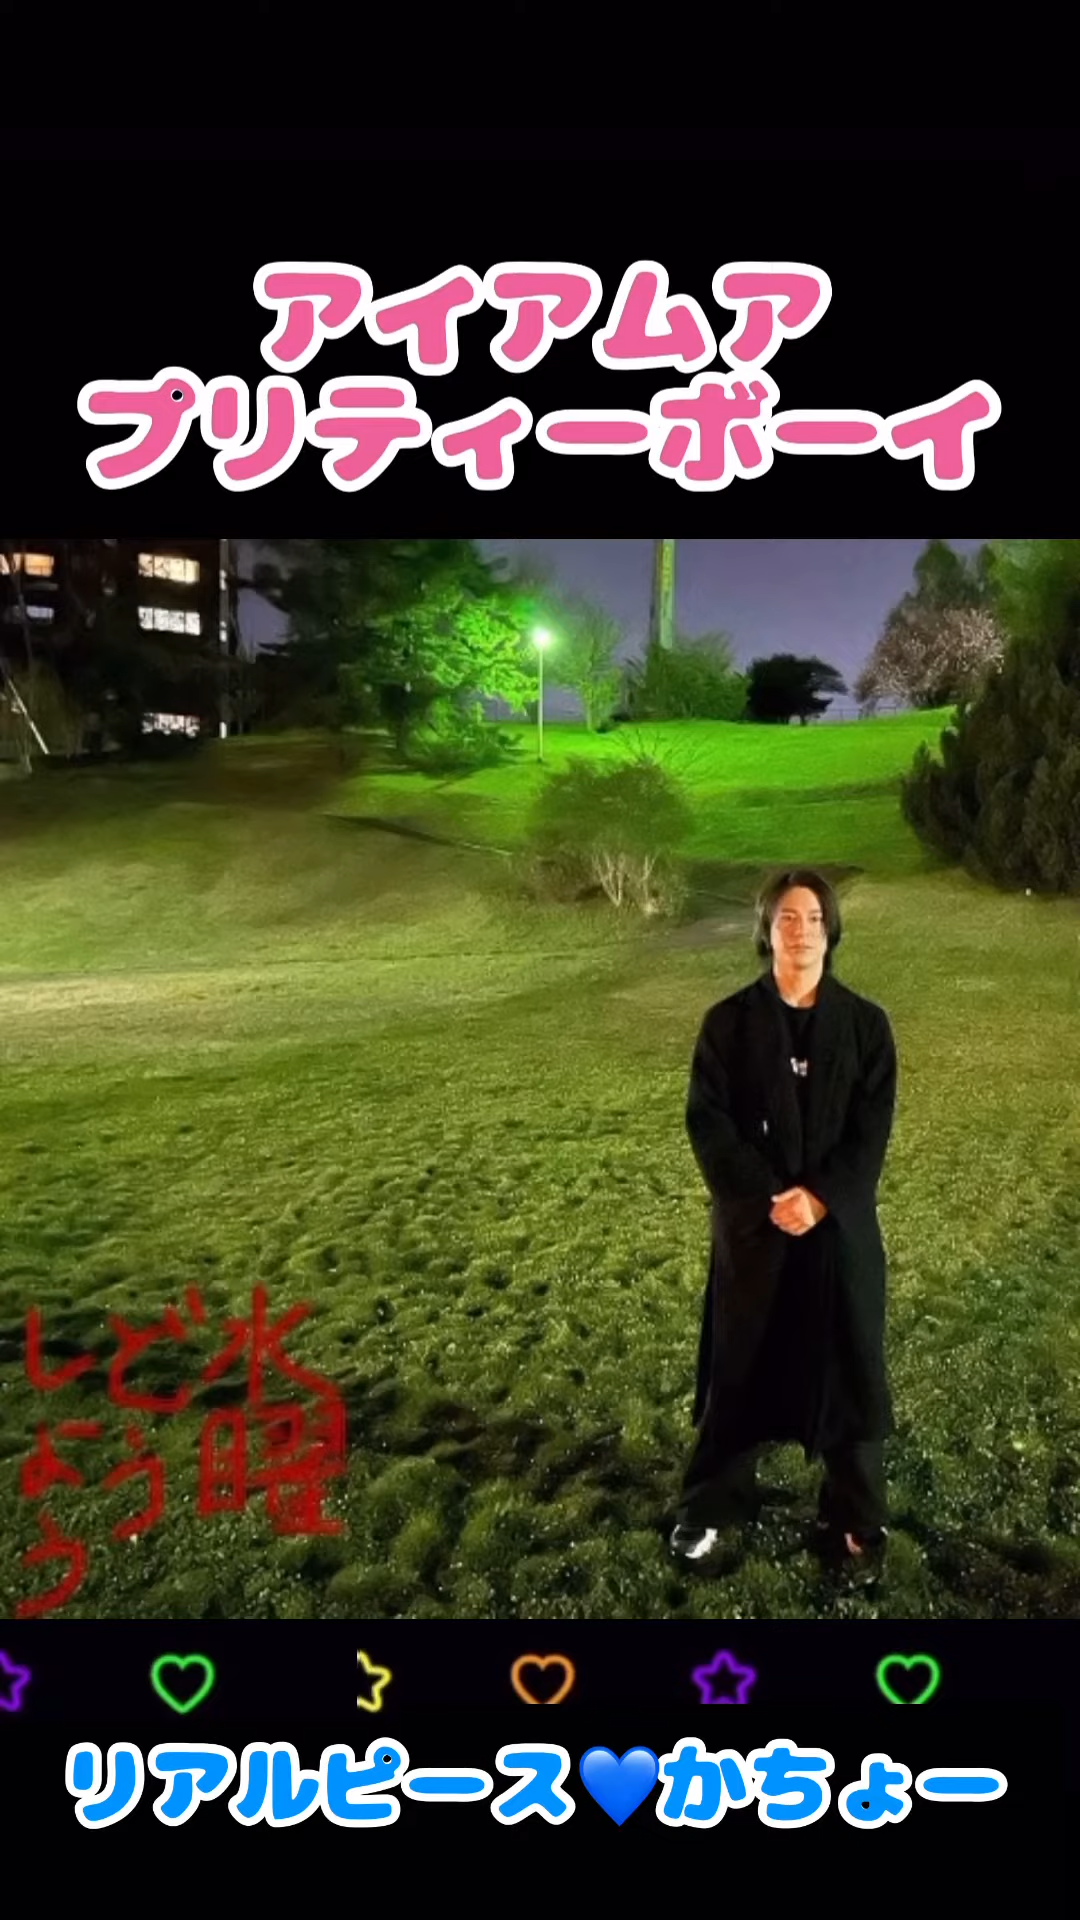 アイアムア
プリティーボーイ
水曜
どう
しよう
リアルピース💙かちょー